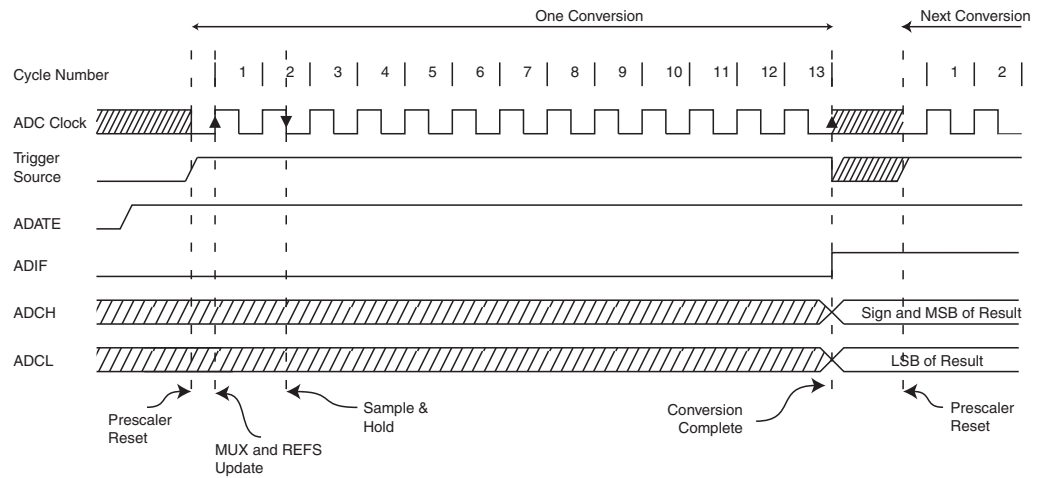 One Conversion
Next Conversion
Cycle Number
1 2 3 4 5 6 7 8 9 10 11 12 13 1 2
ADC Clock
Trigger
Source
ADATE
ADIF
ADCH
Sign and MSB of Result
ADCL
LSB of Result
Prescaler
Reset
MUX and REFS
Update
Sample &
Hold
Conversion
Complete
Prescaler
Reset